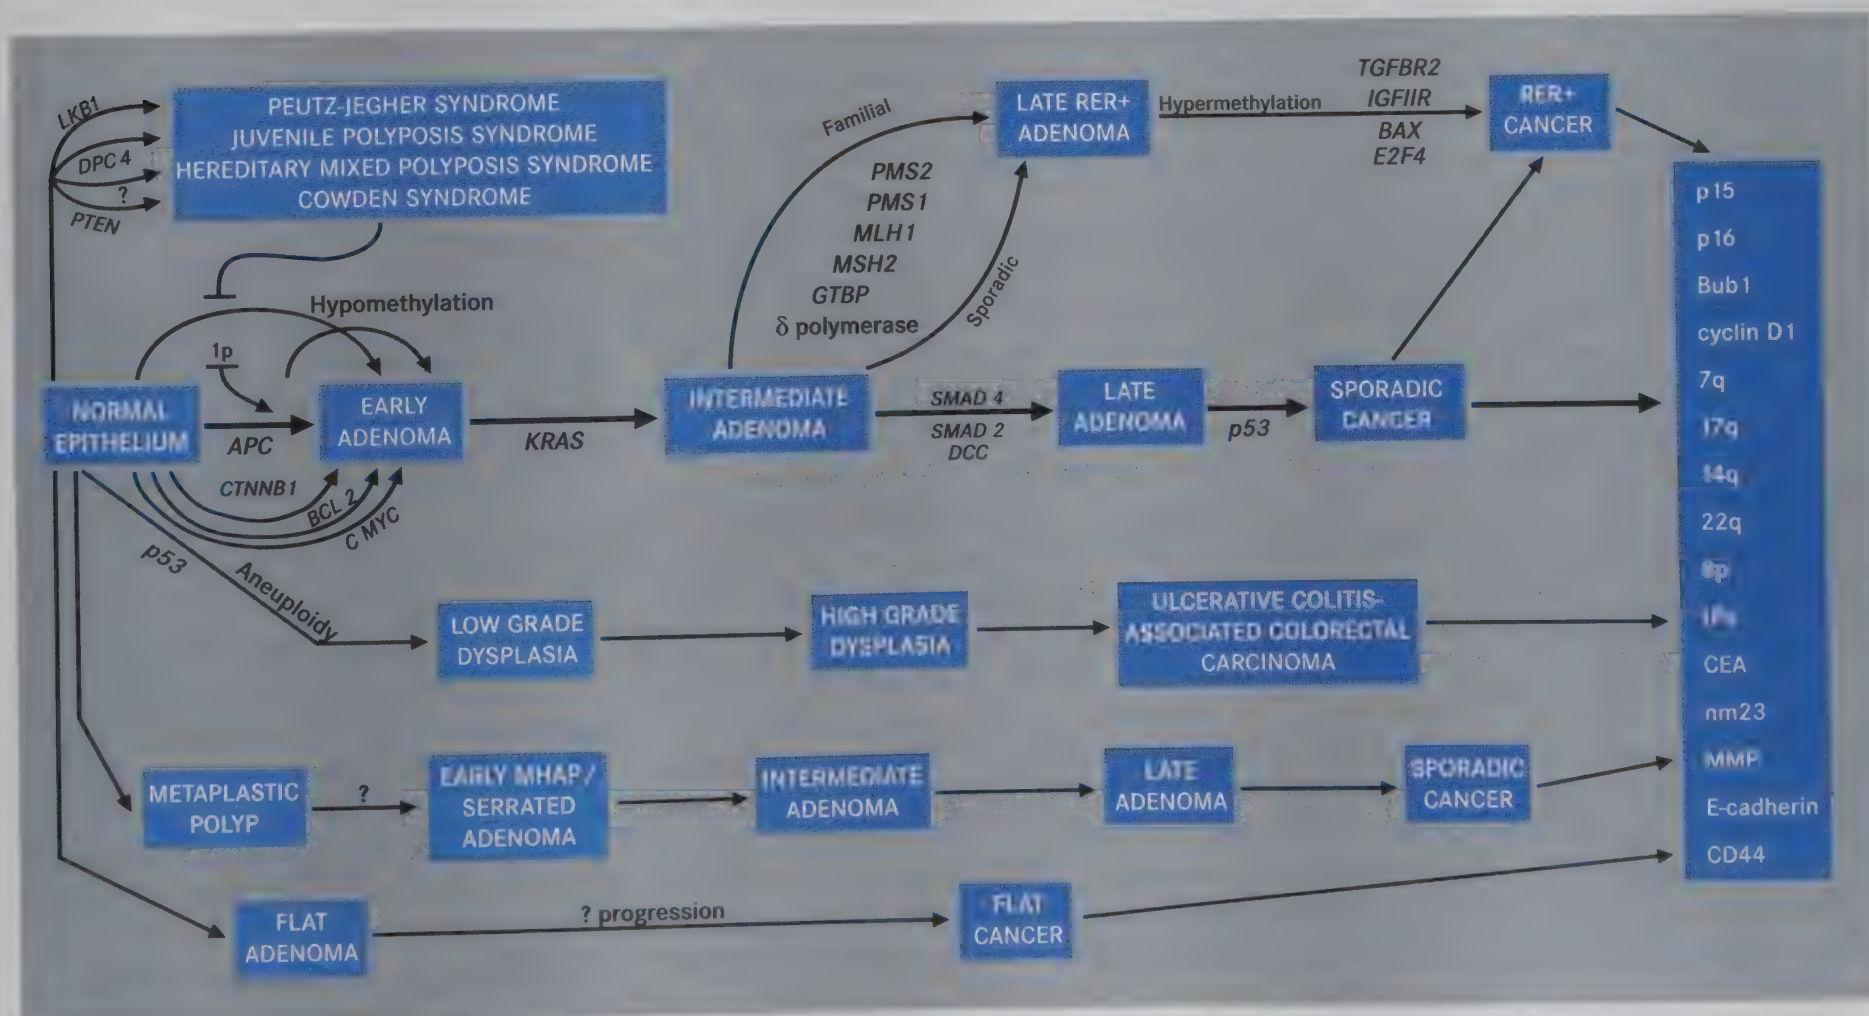 LKB1
DPC 4
?
PTEN
PEUTZ-JEGHER SYNDROME
JUVENILE POLYPOSIS SYNDROME
HEREDITARY MIXED POLYPOSIS SYNDROME
COWDEN SYNDROME
Hypomethylation
1p
NORMAL
EPITHELIUM
APC
EARLY
ADENOMA
CTNNB1
BCL 2
C MYC
KRAS
INTERMEDIATE
ADENOMA
Familial
PMS2
PMS1
MLH1
MSH2
GTBP
δ polymerase
Sporadic
LATE RER+
ADENOMA
Hypermethylation
TGFBR2
IGFIIR
BAX
E2F4
RER+
CANCER
SMAD 4
SMAD 2
DCC
LATE
ADENOMA
p53
SPORADIC
CANCER
p53
Aneuploidy
LOW GRADE
DYSPLASIA
HIGH GRADE
DYSPLASIA
ULCERATIVE COLITIS-
ASSOCIATED COLORECTAL
CARCINOMA
METAPLASTIC
POLYP
?
EARLY MHAP/
SERRATED
ADENOMA
INTERMEDIATE
ADENOMA
LATE
ADENOMA
SPORADIC
CANCER
FLAT
ADENOMA
? progression
FLAT
CANCER
p15
p16
Bub1
cyclin D1
7q
17q
14q
22q
8p
CEA
nm23
MMP
E-cadherin
CD44